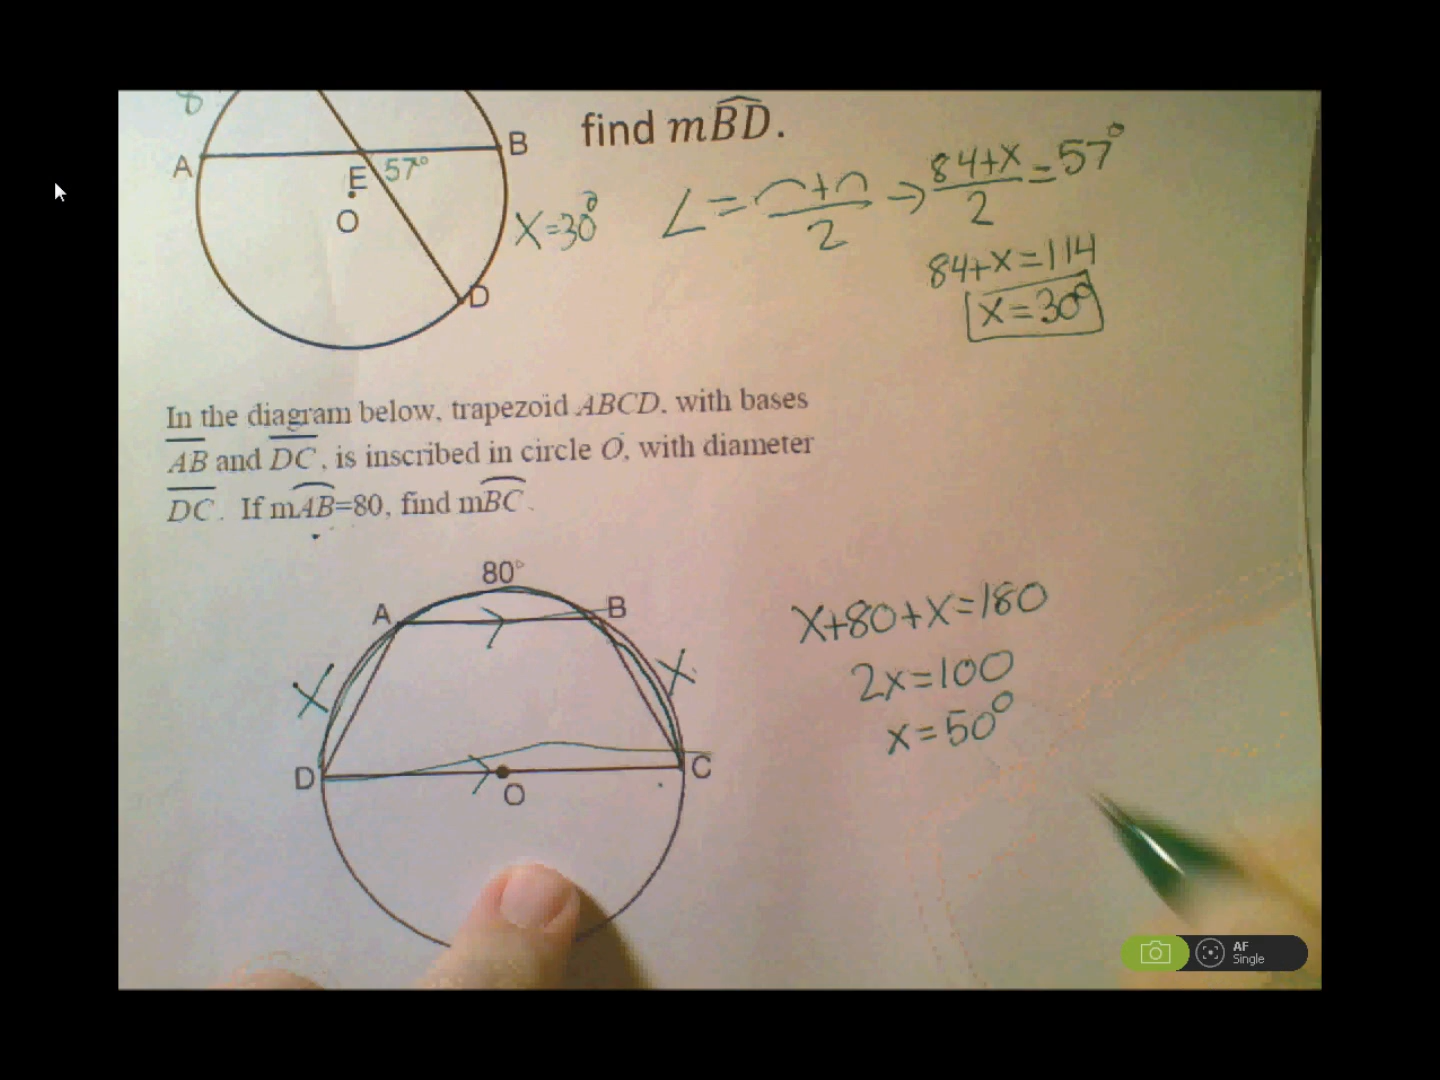 8
A
B
E
57°
O
D
X=30°
find mBD.
∠=⌒+⌒/2→84+X/2=57°
84+X=114
X=30°
In the diagram below, trapezoid ABCD, with bases
AB and DC, is inscribed in circle O, with diameter
DC. If mAB=80, find mBC.
80°
A
B
X
X
D
O
C
X+80+X=180
2X=100
X=50°
AF
Single